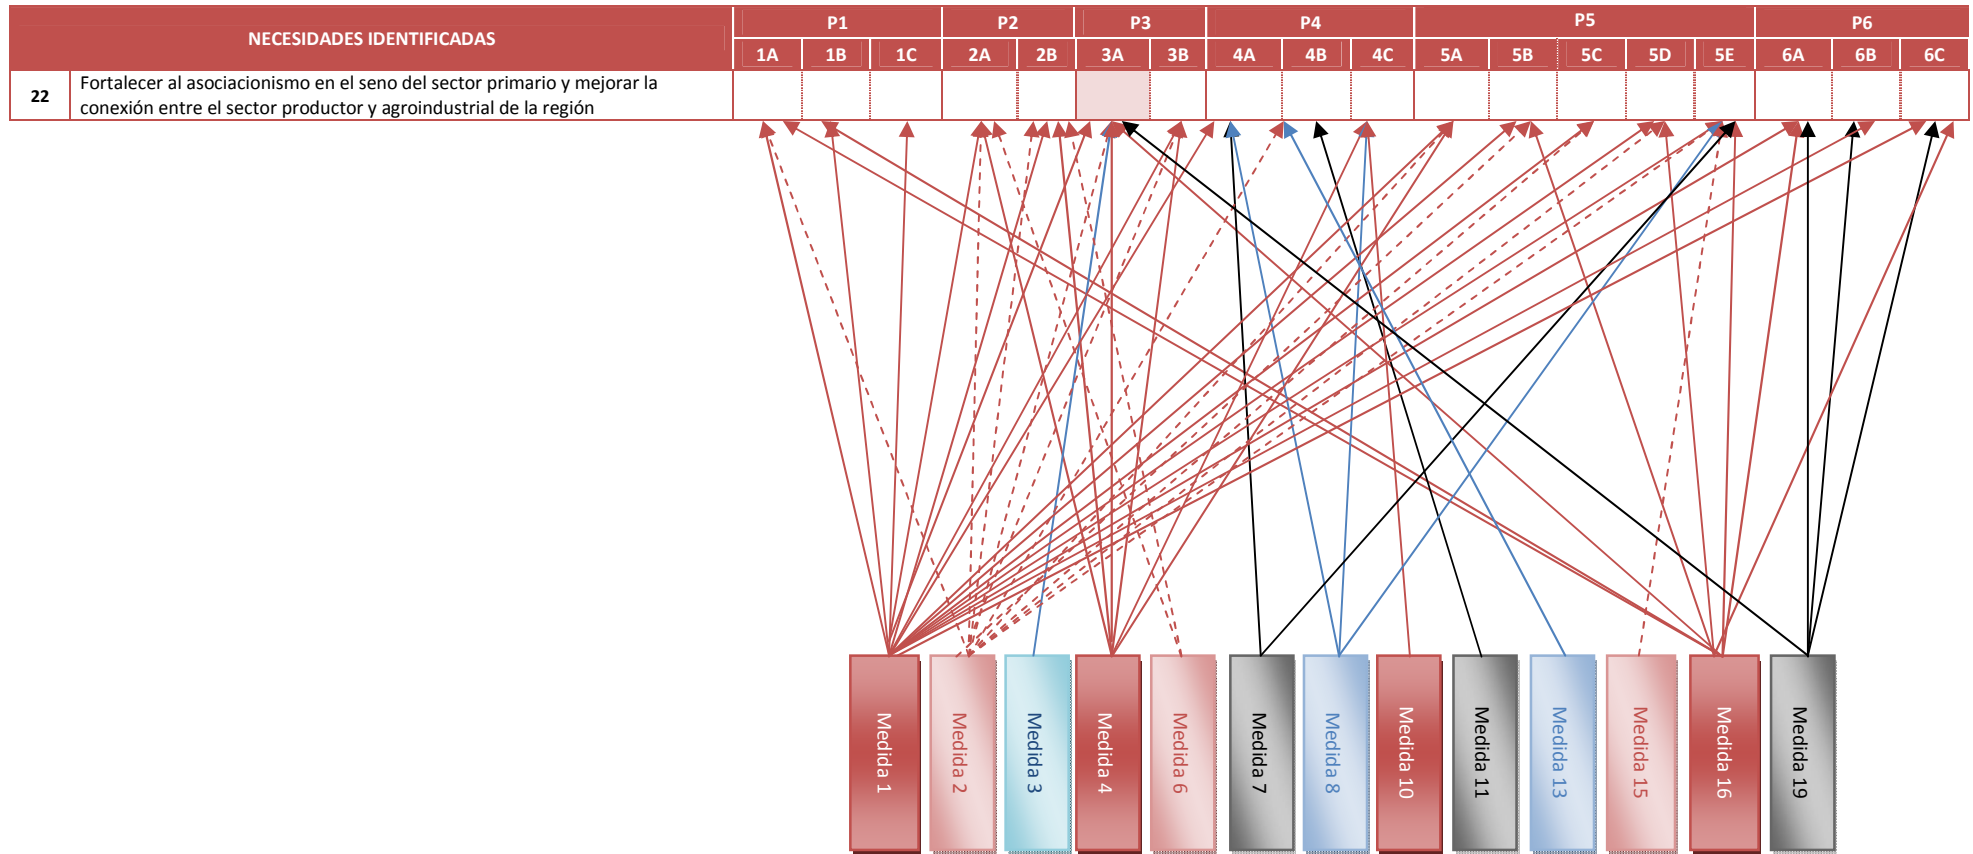 NECESIDADES IDENTIFICADAS
P1 P2 P3 P4 P5 P6
1A 1B 1C 2A 2B 3A 3B 4A 4B 4C 5A 5B 5C 5D 5E 6A 6B 6C
22
Fortalecer al asociacionismo en el seno del sector primario y mejorar la
conexión entre el sector productor y agroindustrial de la región
Medida 1
Medida 2
Medida 3
Medida 4
Medida 6
Medida 7
Medida 8
Medida 10
Medida 11
Medida 13
Medida 15
Medida 16
Medida 19